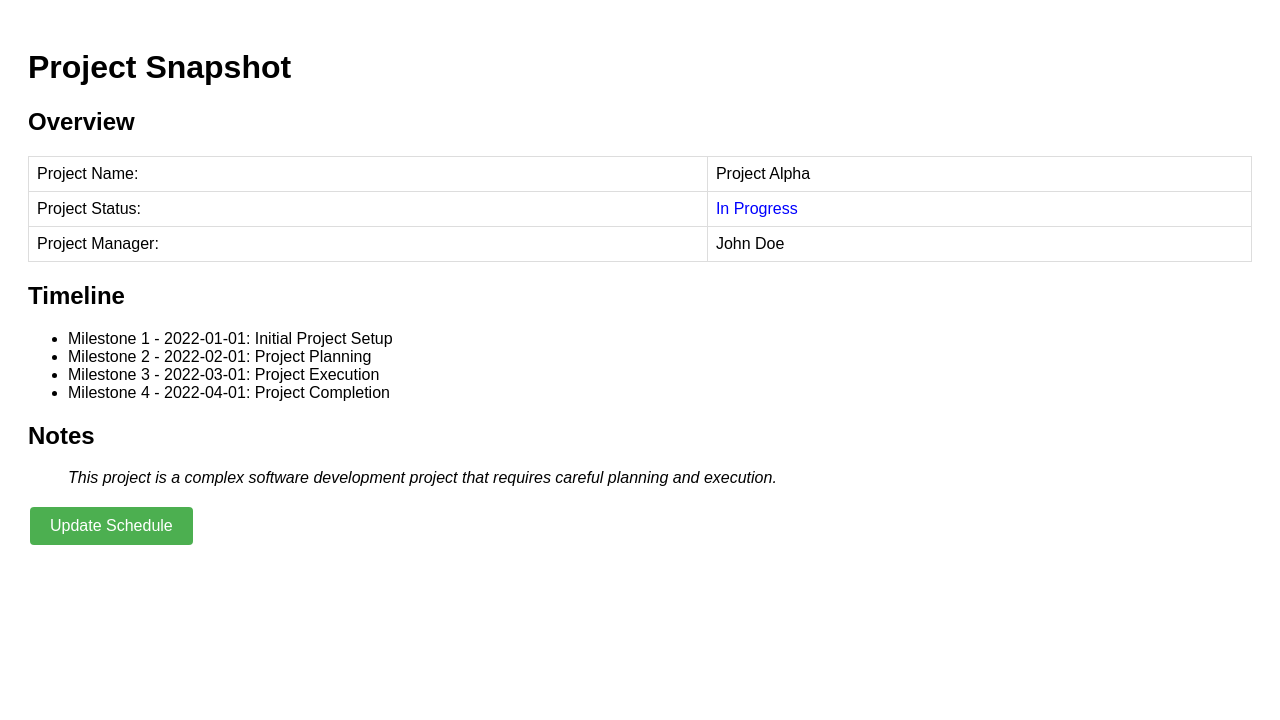 Project Snapshot
Overview
Project Name: Project Alpha
Project Status: In Progress
Project Manager: John Doe
Timeline
Milestone 1 - 2022-01-01: Initial Project Setup
Milestone 2 - 2022-02-01: Project Planning
Milestone 3 - 2022-03-01: Project Execution
Milestone 4 - 2022-04-01: Project Completion
Notes
This project is a complex software development project that requires careful planning and execution.
Update Schedule